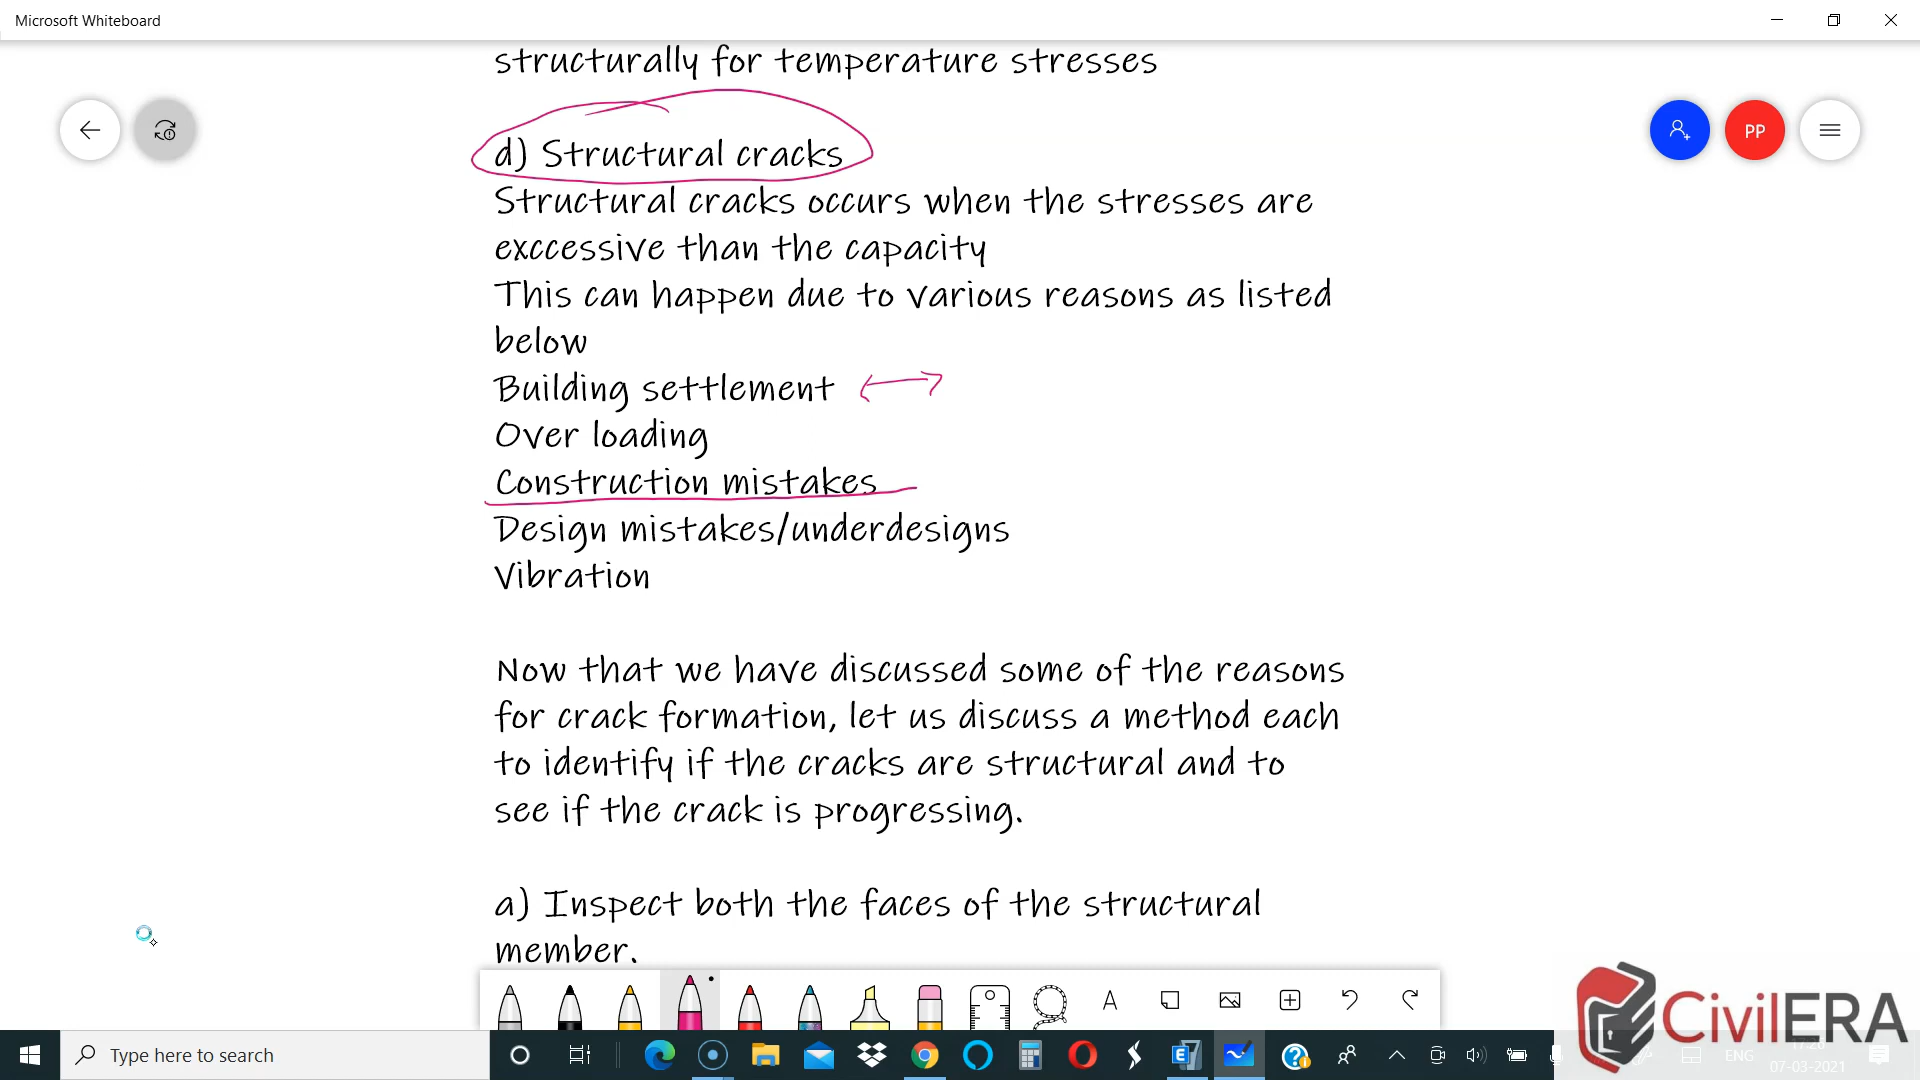 Microsoft Whiteboard
structurally for temperature stresses
d) Structural cracks
PP
Structural cracks occurs when the stresses are
exccessive than the capacity
This can happen due to various reasons as listed
below
Building settlement
Over loading
Construction mistakes
Design mistakes/underdesigns
Vibration
Now that we have discussed some of the reasons
for crack formation, let us discuss a method each
to identify if the cracks are structural and to
see if the crack is progressing.
a) Inspect both the faces of the structural
member.
CivilERA
Type here to search
ENG
07-03-2021